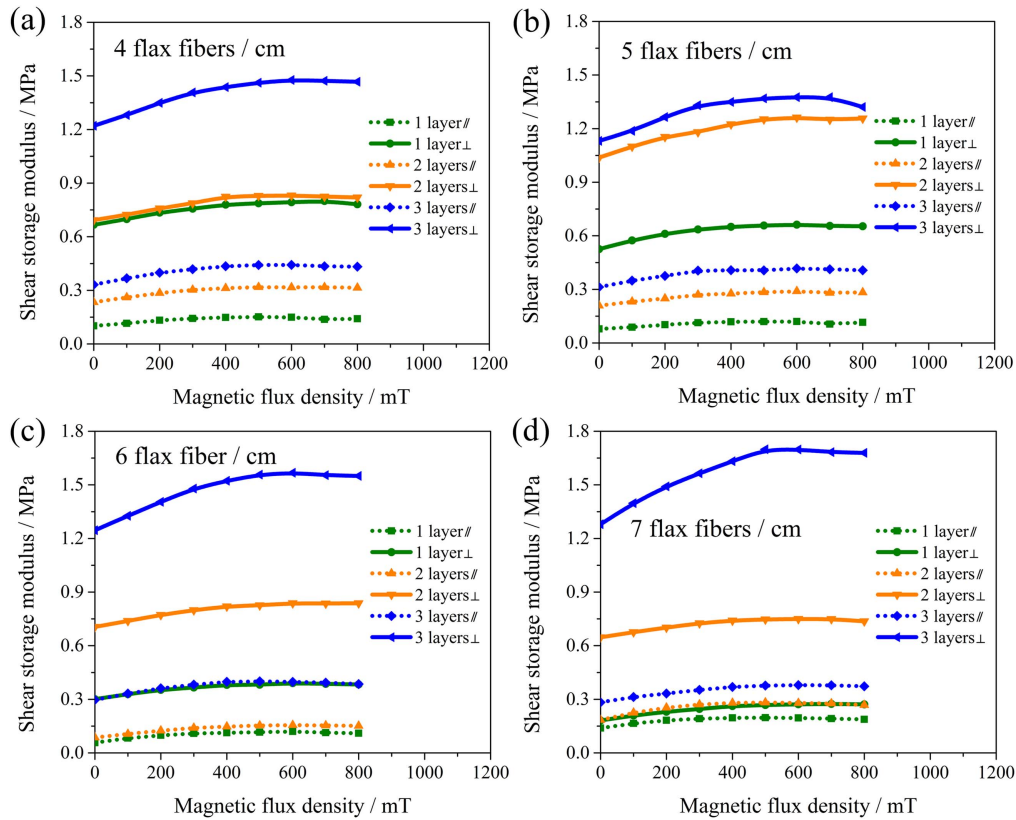 (a)
4 flax fibers / cm
Shear storage modulus / MPa
1.8
1.5
1.2
0.9
0.6
0.3
0.0
1 layer//
1 layer⊥
2 layers//
2 layers⊥
3 layers//
3 layers⊥
0 200 400 600 800 1000 1200
Magnetic flux density / mT
(b)
5 flax fibers / cm
Shear storage modulus / MPa
1.8
1.5
1.2
0.9
0.6
0.3
0.0
1 layer//
1 layer⊥
2 layers//
2 layers⊥
3 layers//
3 layers⊥
0 200 400 600 800 1000 1200
Magnetic flux density / mT
(c)
6 flax fiber / cm
Shear storage modulus / MPa
1.8
1.5
1.2
0.9
0.6
0.3
0.0
1 layer//
1 layer⊥
2 layers//
2 layers⊥
3 layers//
3 layers⊥
0 200 400 600 800 1000 1200
Magnetic flux density / mT
(d)
7 flax fibers / cm
Shear storage modulus / MPa
1.8
1.5
1.2
0.9
0.6
0.3
0.0
1 layer//
1 layer⊥
2 layers//
2 layers⊥
3 layers//
3 layers⊥
0 200 400 600 800 1000 1200
Magnetic flux density / mT